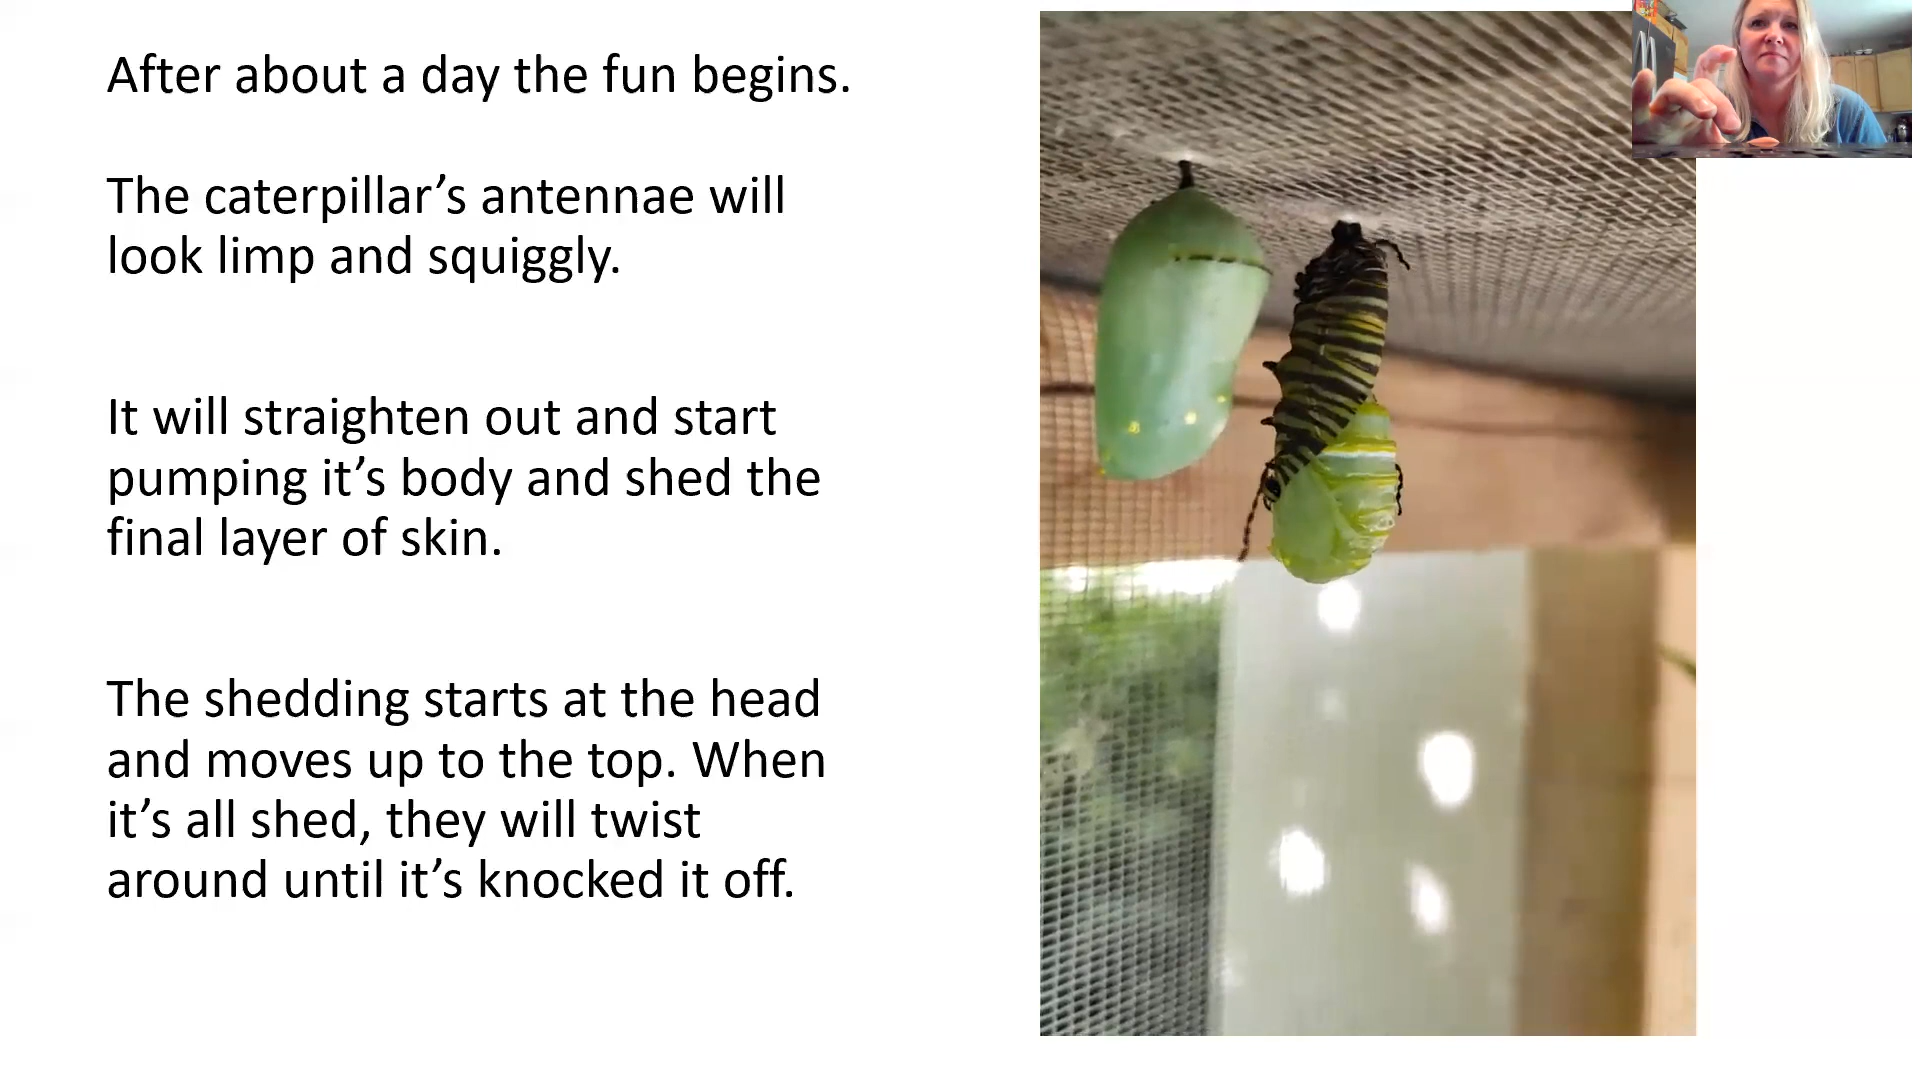 After about a day the fun begins.
The caterpillar’s antennae will
look limp and squiggly.
It will straighten out and start
pumping it’s body and shed the
final layer of skin.
The shedding starts at the head
and moves up to the top. When
it’s all shed, they will twist
around until it’s knocked it off.